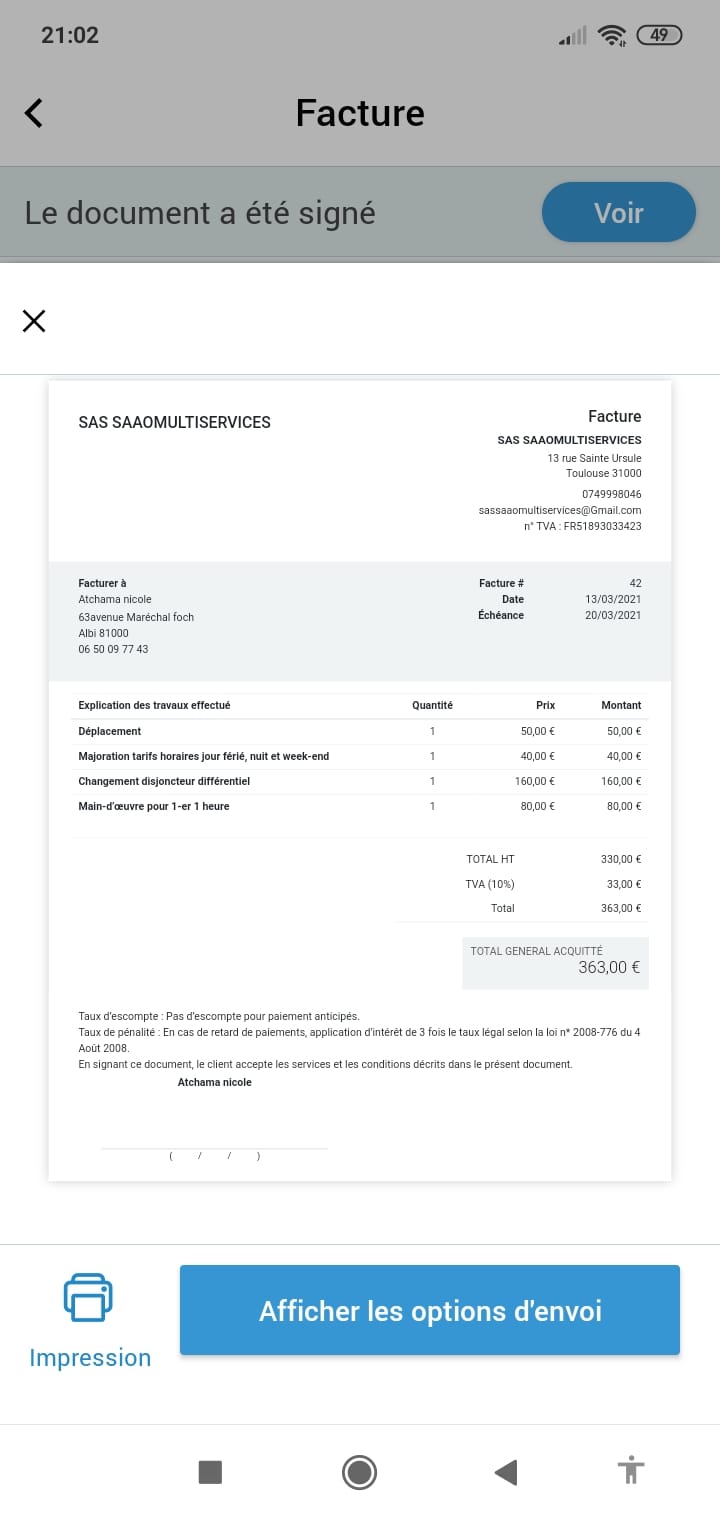 21:02
49
Facture
Le document a été signé
Voir
SAS SAAOMULTISERVICES
Facture
SAS SAAOMULTISERVICES
13 rue Sainte Ursule
Toulouse 31000
0749998046
sassaaomultiservices@Gmail.com
n° TVA : FR51893033423
Facturer à
Atchama nicole
63avenue Maréchal foch
Albi 81000
06 50 09 77 43
Facture # 42
Date 13/03/2021
Échéance 20/03/2021
Explication des travaux effectué Quantité Prix Montant
Déplacement 1 50,00 € 50,00 €
Majoration tarifs horaires jour férié, nuit et week-end 1 40,00 € 40,00 €
Changement disjoncteur différentiel 1 160,00 € 160,00 €
Main-d'œuvre pour 1-er 1 heure 1 80,00 € 80,00 €
TOTAL HT 330,00 €
TVA (10%) 33,00 €
Total 363,00 €
TOTAL GENERAL ACQUITTÉ
363,00 €
Taux d'escompte : Pas d'escompte pour paiement anticipés.
Taux de pénalité : En cas de retard de paiements, application d'intérêt de 3 fois le taux légal selon la loi n* 2008-776 du 4
Août 2008.
En signant ce document, le client accepte les services et les conditions décrits dans le présent document.
Atchama nicole
( / / )
Impression
Afficher les options d'envoi